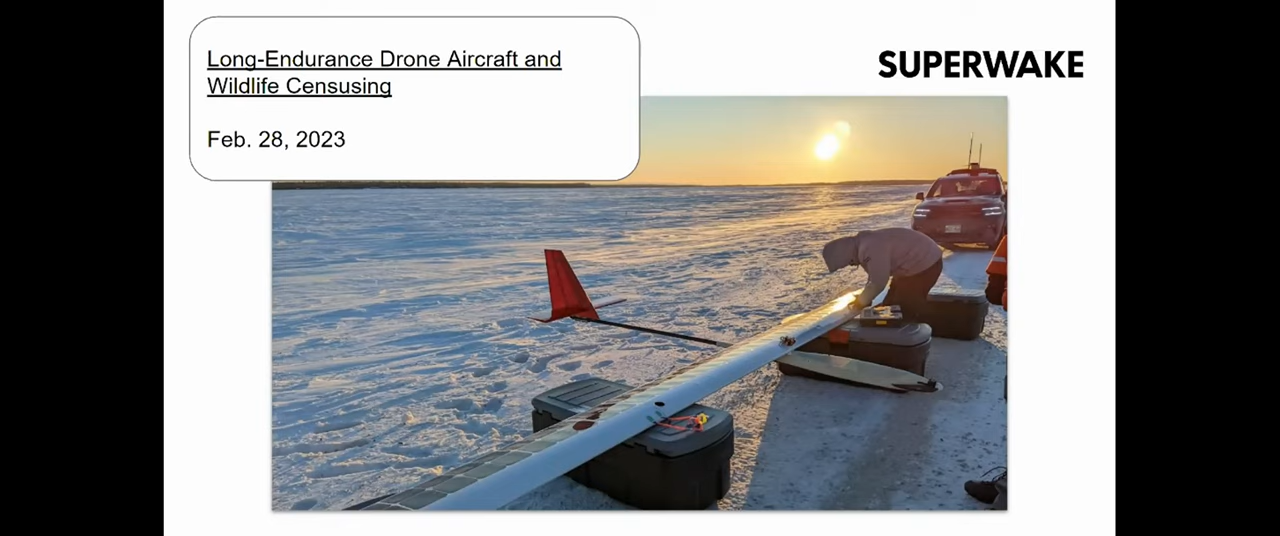 Long-Endurance Drone Aircraft and
Wildlife Censusing
Feb. 28, 2023
SUPERWAKE